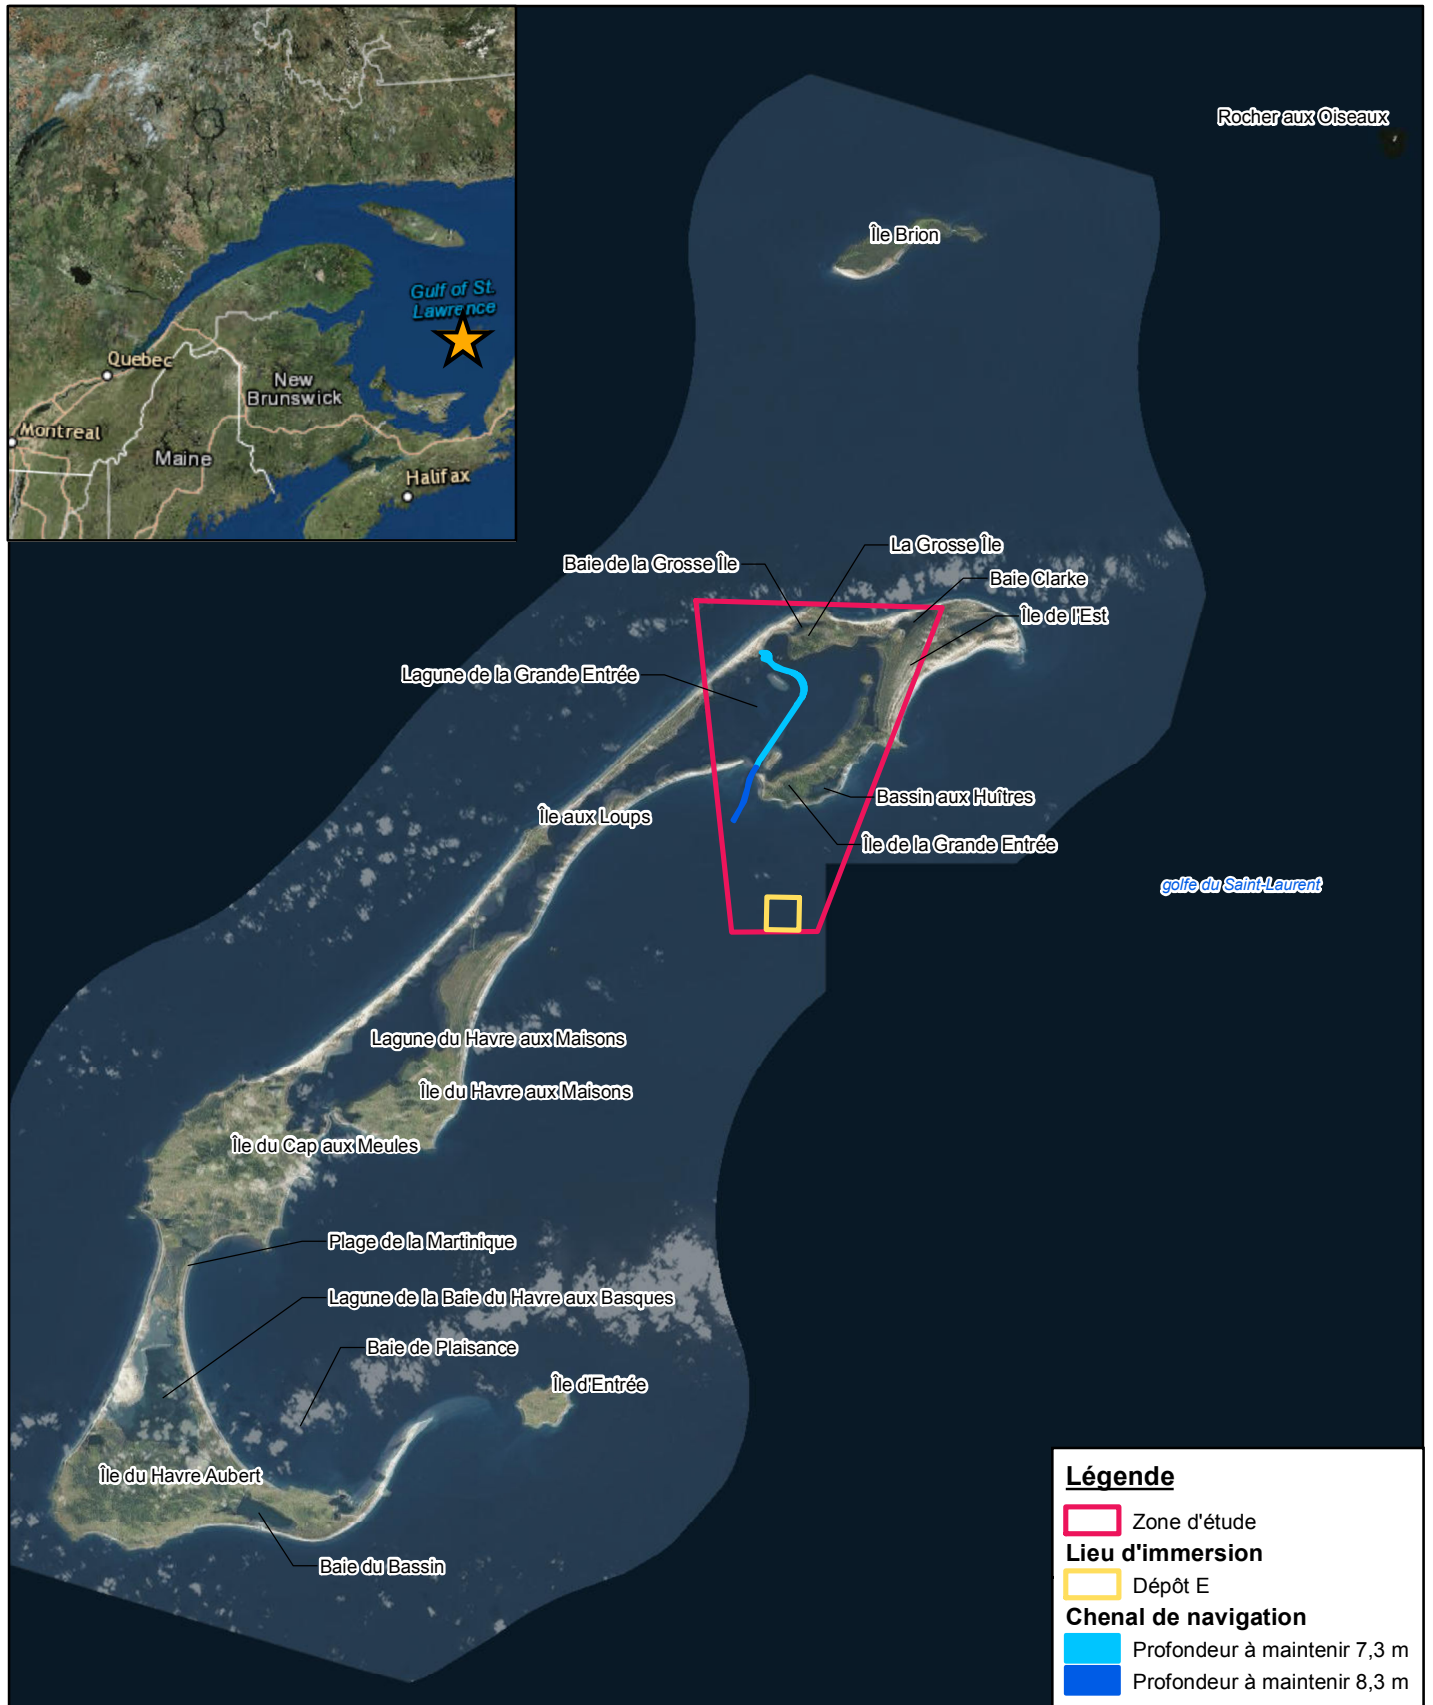 Gulf of St.
Lawrence
Quebec
New
Brunswick
Montreal
Maine
Halifax
Rocher aux Oiseaux
Île Brion
La Grosse Île
Baie de la Grosse Île
Baie Clarke
Île de l'Est
Lagune de la Grande Entrée
Bassin aux Huîtres
Île aux Loups
Île de la Grande Entrée
golfe du Saint-Laurent
Lagune du Havre aux Maisons
Île du Havre aux Maisons
Île du Cap aux Meules
Plage de la Martinique
Lagune de la Baie du Havre aux Basques
Baie de Plaisance
Île d'Entrée
Île du Havre Aubert
Baie du Bassin
Légende
Zone d'étude
Lieu d'immersion
Dépôt E
Chenal de navigation
Profondeur à maintenir 7,3 m
Profondeur à maintenir 8,3 m